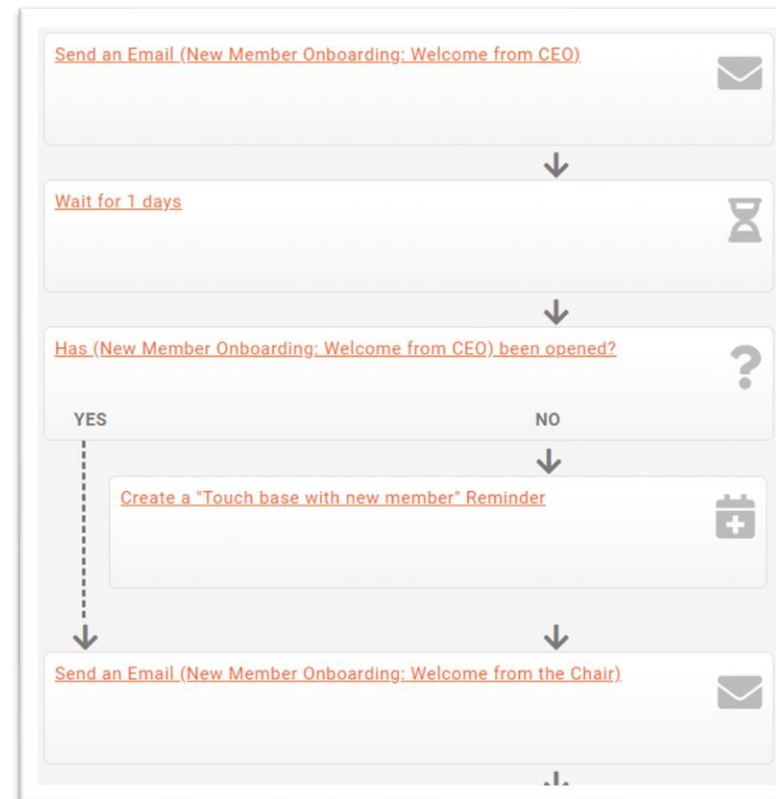 Send an Email (New Member Onboarding: Welcome from CEO)
Wait for 1 days
Has (New Member Onboarding: Welcome from CEO) been opened?
YES NO
Create a "Touch base with new member" Reminder
Send an Email (New Member Onboarding: Welcome from the Chair)